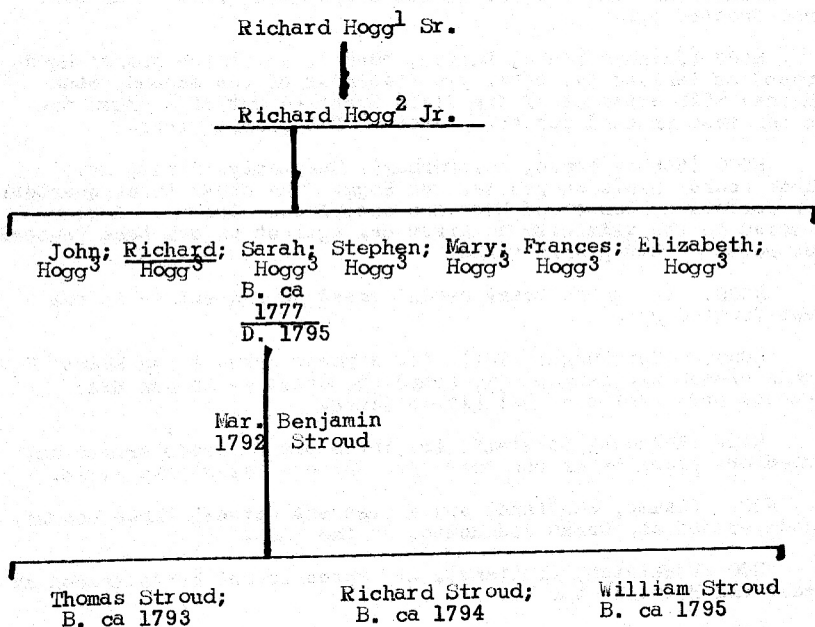 Richard Hogg¹ Sr.
Richard Hogg² Jr.
John; Richard; Sarah; Stephen; Mary; Frances; Elizabeth;
Hogg³ Hogg³ Hogg³ Hogg³ Hogg³ Hogg³ Hogg³
B. ca
1777
D. 1795
Mar. Benjamin
1792 Stroud
Thomas Stroud; Richard Stroud; William Stroud
B. ca 1793 B. ca 1794 B. ca 1795